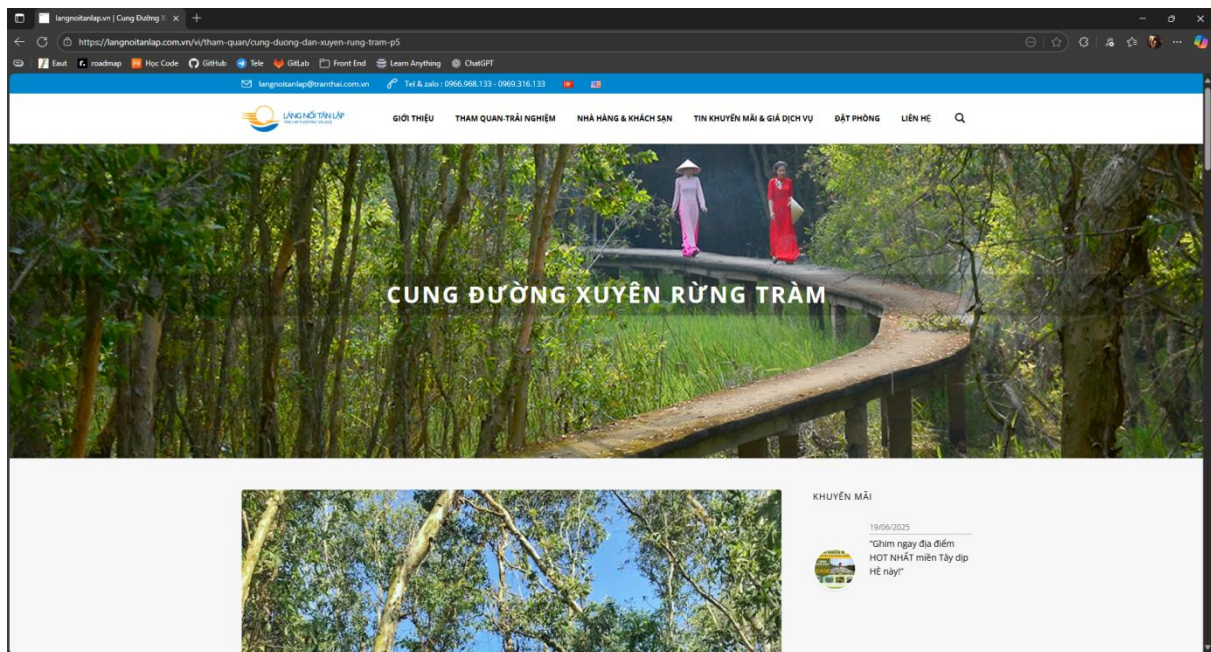 langnoitanlap.vn | Cung Đường X
https://langnoitanlap.com.vn/vi/tham-quan/cung-duong-dan-xuyen-rung-tram-p5
Eaut roadmap Học Code GitHub Tele GitLab Front End Learn Anything ChatGPT
langnoitanlap@tranthai.com.vn Tel & zalo : 0966.968.133 - 0969.316.133
LÀNG NỔI TÂN LẬP
GIỚI THIỆU THAM QUAN-TRẢI NGHIỆM NHÀ HÀNG & KHÁCH SẠN TIN KHUYẾN MÃI & GIÁ DỊCH VỤ ĐẶT PHÒNG LIÊN HỆ
CUNG ĐƯỜNG XUYÊN RỪNG TRÀM
KHUYẾN MÃI
19/06/2025
"Ghim ngay địa điểm
HOT NHẤT miền Tây dịp
HÈ này!"